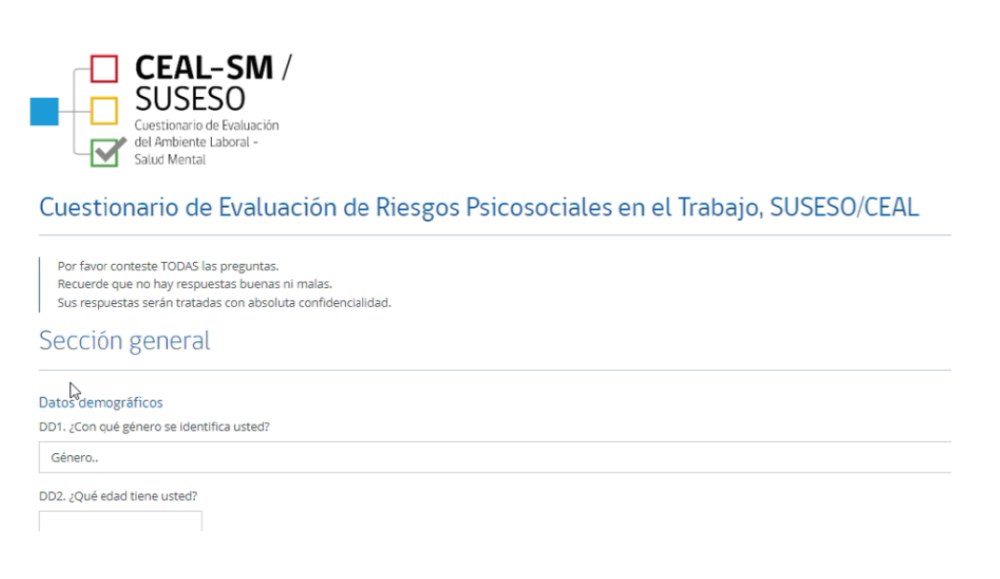 CEAL-SM /
SUSESO
Cuestionario de Evaluación
del Ambiente Laboral -
Salud Mental
Cuestionario de Evaluación de Riesgos Psicosociales en el Trabajo, SUSESO/CEAL
Por favor conteste TODAS las preguntas.
Recuerde que no hay respuestas buenas ni malas.
Sus respuestas serán tratadas con absoluta confidencialidad.
Sección general
Datos demográficos
DD1. ¿Con qué género se identifica usted?
Género..
DD2. ¿Qué edad tiene usted?